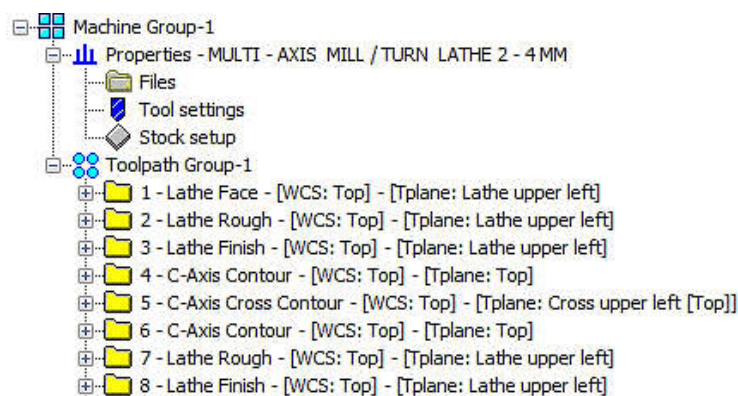 Machine Group-1
Properties - MULTI - AXIS MILL / TURN LATHE 2 - 4 MM
Files
Tool settings
Stock setup
Toolpath Group-1
1 - Lathe Face - [WCS: Top] - [Tplane: Lathe upper left]
2 - Lathe Rough - [WCS: Top] - [Tplane: Lathe upper left]
3 - Lathe Finish - [WCS: Top] - [Tplane: Lathe upper left]
4 - C-Axis Contour - [WCS: Top] - [Tplane: Top]
5 - C-Axis Cross Contour - [WCS: Top] - [Tplane: Cross upper left [Top]]
6 - C-Axis Contour - [WCS: Top] - [Tplane: Top]
7 - Lathe Rough - [WCS: Top] - [Tplane: Lathe upper left]
8 - Lathe Finish - [WCS: Top] - [Tplane: Lathe upper left]